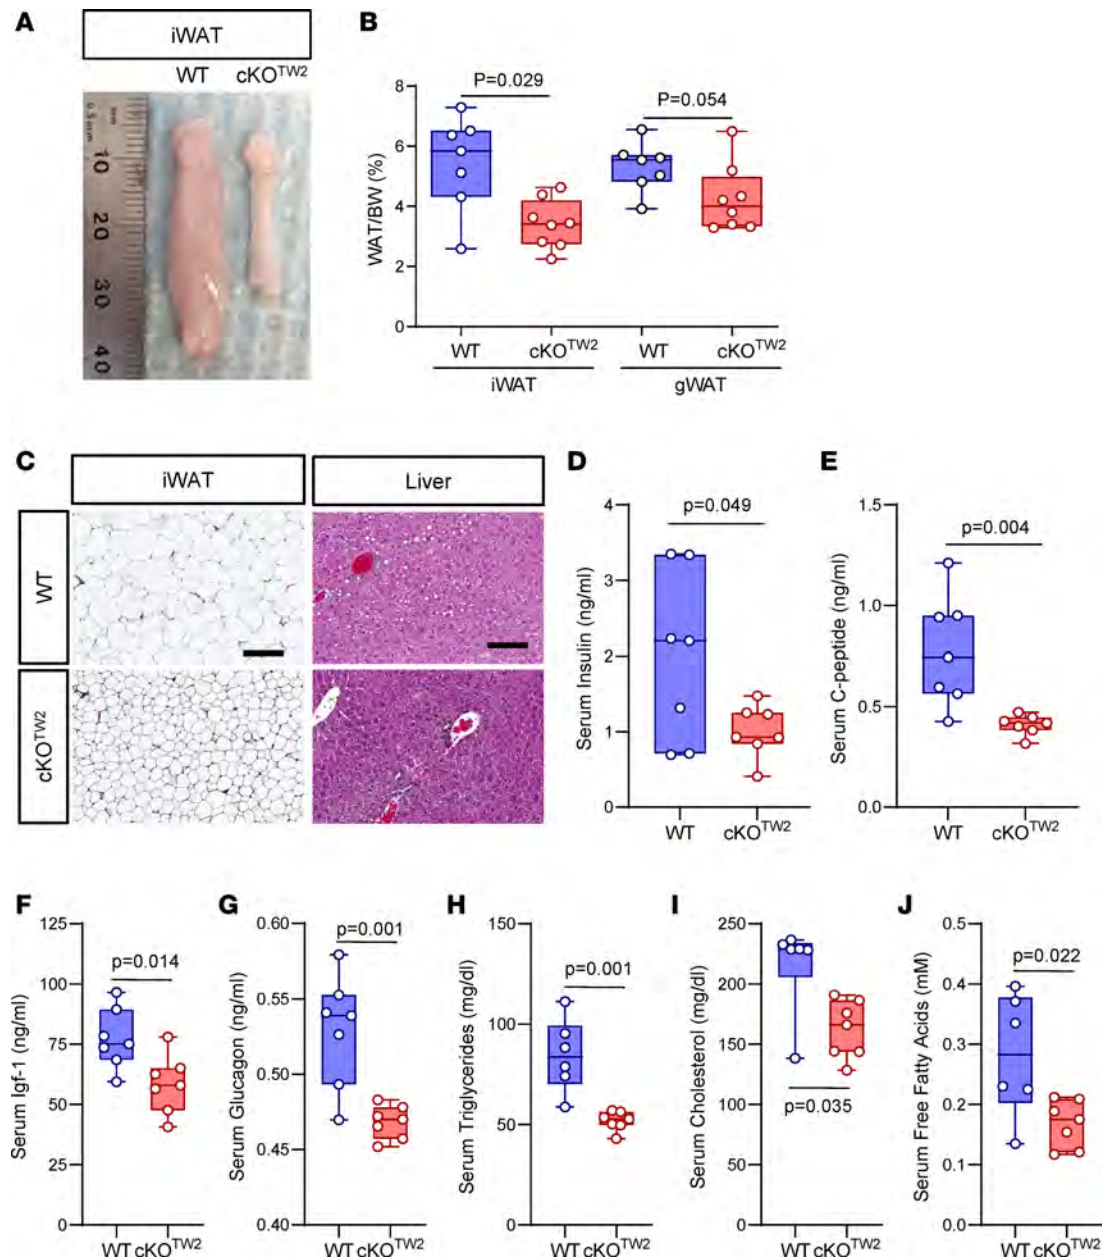 A
iWAT
WT cKOTW2
mm
0.5 mm
10
20
30
40
B
WAT/BW (%)
8
6
4
2
0
P=0.029
P=0.054
WT cKOTW2 WT cKOTW2
iWAT gWAT
C
iWAT Liver
WT
cKOTW2
D
Serum Insulin (ng/ml)
4
3
2
1
0
p=0.049
WT cKOTW2
E
Serum C-peptide (ng/ml)
1.5
1.0
0.5
0.0
p=0.004
WT cKOTW2
F
Serum Igf-1 (ng/ml)
125
100
75
50
25
0
p=0.014
WT cKOTW2
G
Serum Glucagon (ng/ml)
0.60
0.55
0.50
0.45
0.40
p=0.001
WT cKOTW2
H
Serum Triglycerides (mg/dl)
150
100
50
0
p=0.001
WT cKOTW2
I
Serum Cholesterol (mg/dl)
250
200
150
100
50
0
p=0.035
WT cKOTW2
J
Serum Free Fatty Acids (mM)
0.5
0.4
0.3
0.2
0.1
0.0
p=0.022
WT cKOTW2